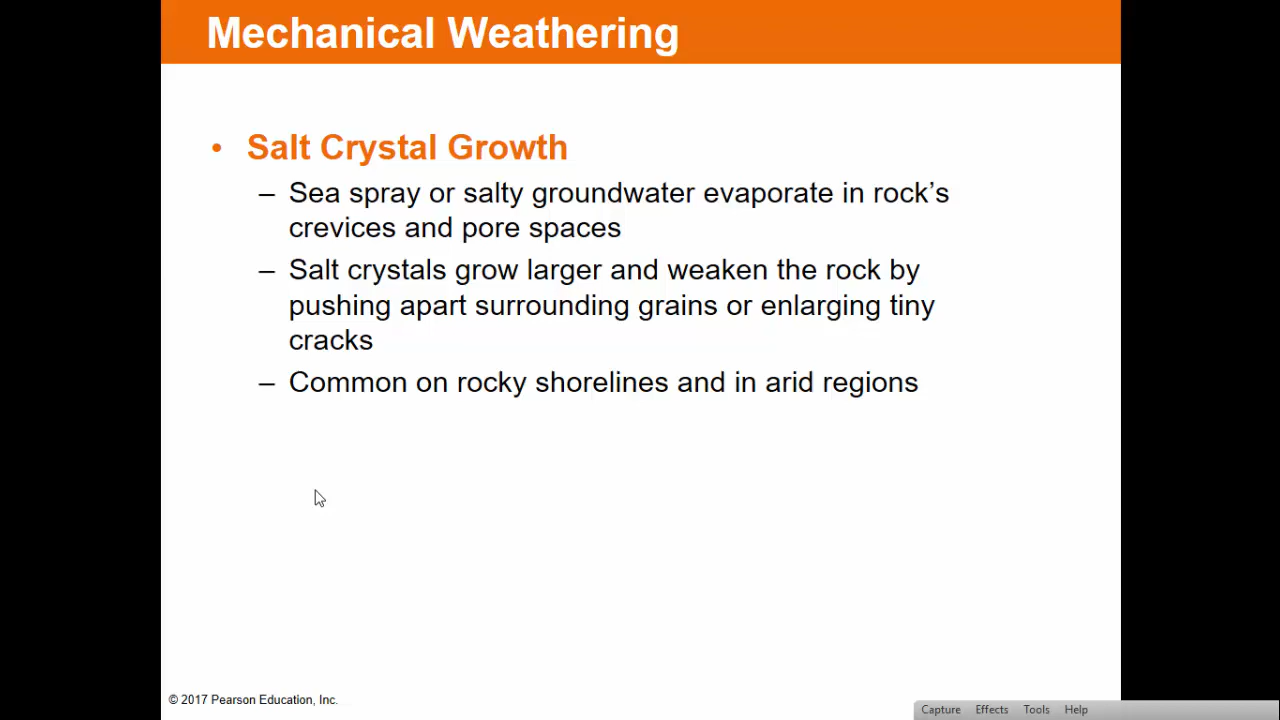 Mechanical Weathering
• Salt Crystal Growth
– Sea spray or salty groundwater evaporate in rock’s
crevices and pore spaces
– Salt crystals grow larger and weaken the rock by
pushing apart surrounding grains or enlarging tiny
cracks
– Common on rocky shorelines and in arid regions
© 2017 Pearson Education, Inc.
Capture Effects Tools Help